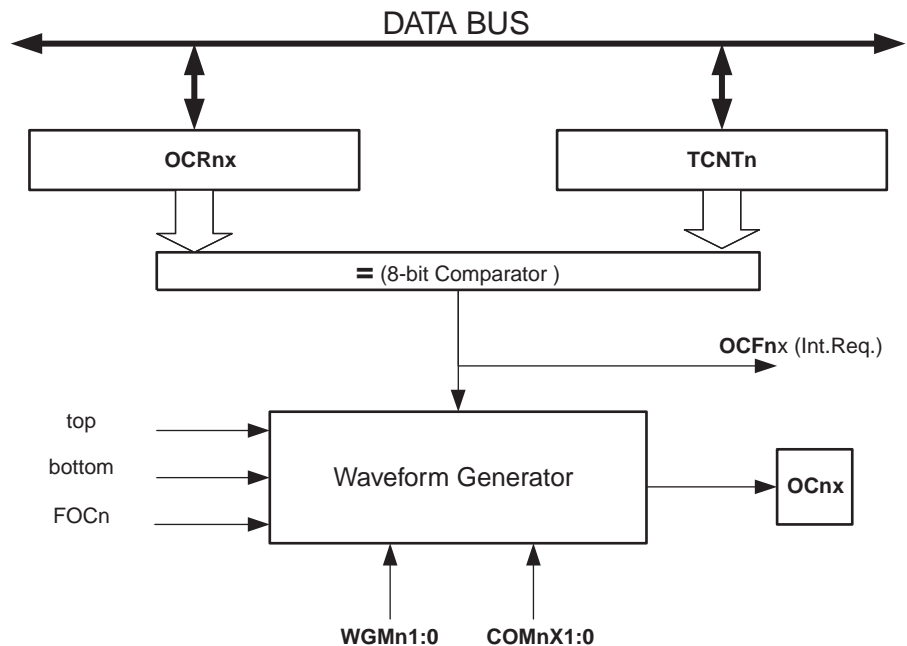 DATA BUS
OCRnx
TCNTn
= (8-bit Comparator )
OCFnx (Int.Req.)
top
bottom
FOCn
Waveform Generator
OCnx
WGMn1:0
COMnX1:0